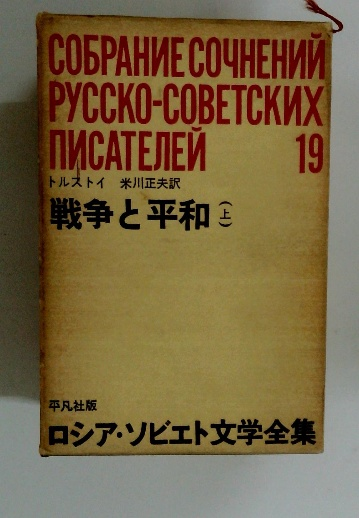 СОБРАНИЕ СОЧНЕНИЙ
РУССКО-СОВЕТСКИХ
ПИСАТЕЛЕЙ 19
トルストイ 米川正夫訳
戦争と平和(上)
平凡社版
ロシア・ソビエト文学全集